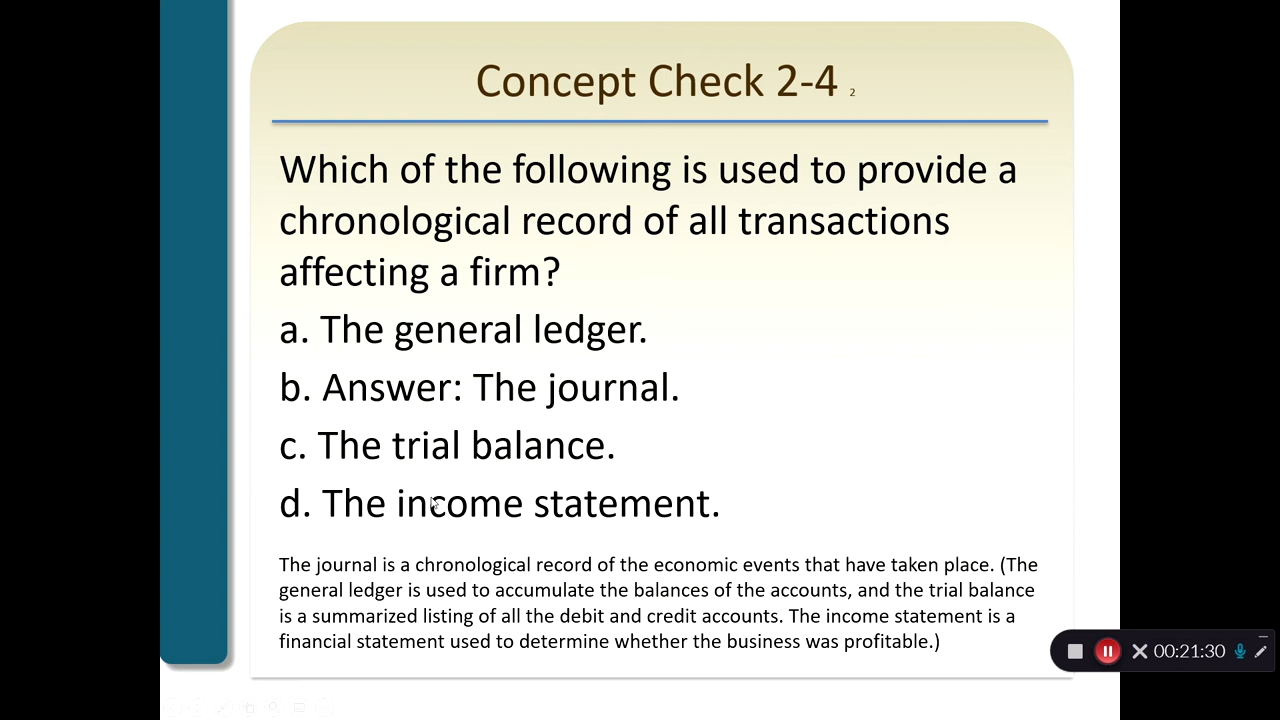 Concept Check 2-4 2
Which of the following is used to provide a
chronological record of all transactions
affecting a firm?
a. The general ledger.
b. Answer: The journal.
c. The trial balance.
d. The income statement.
The journal is a chronological record of the economic events that have taken place. (The
general ledger is used to accumulate the balances of the accounts, and the trial balance
is a summarized listing of all the debit and credit accounts. The income statement is a
financial statement used to determine whether the business was profitable.)
00:21:30